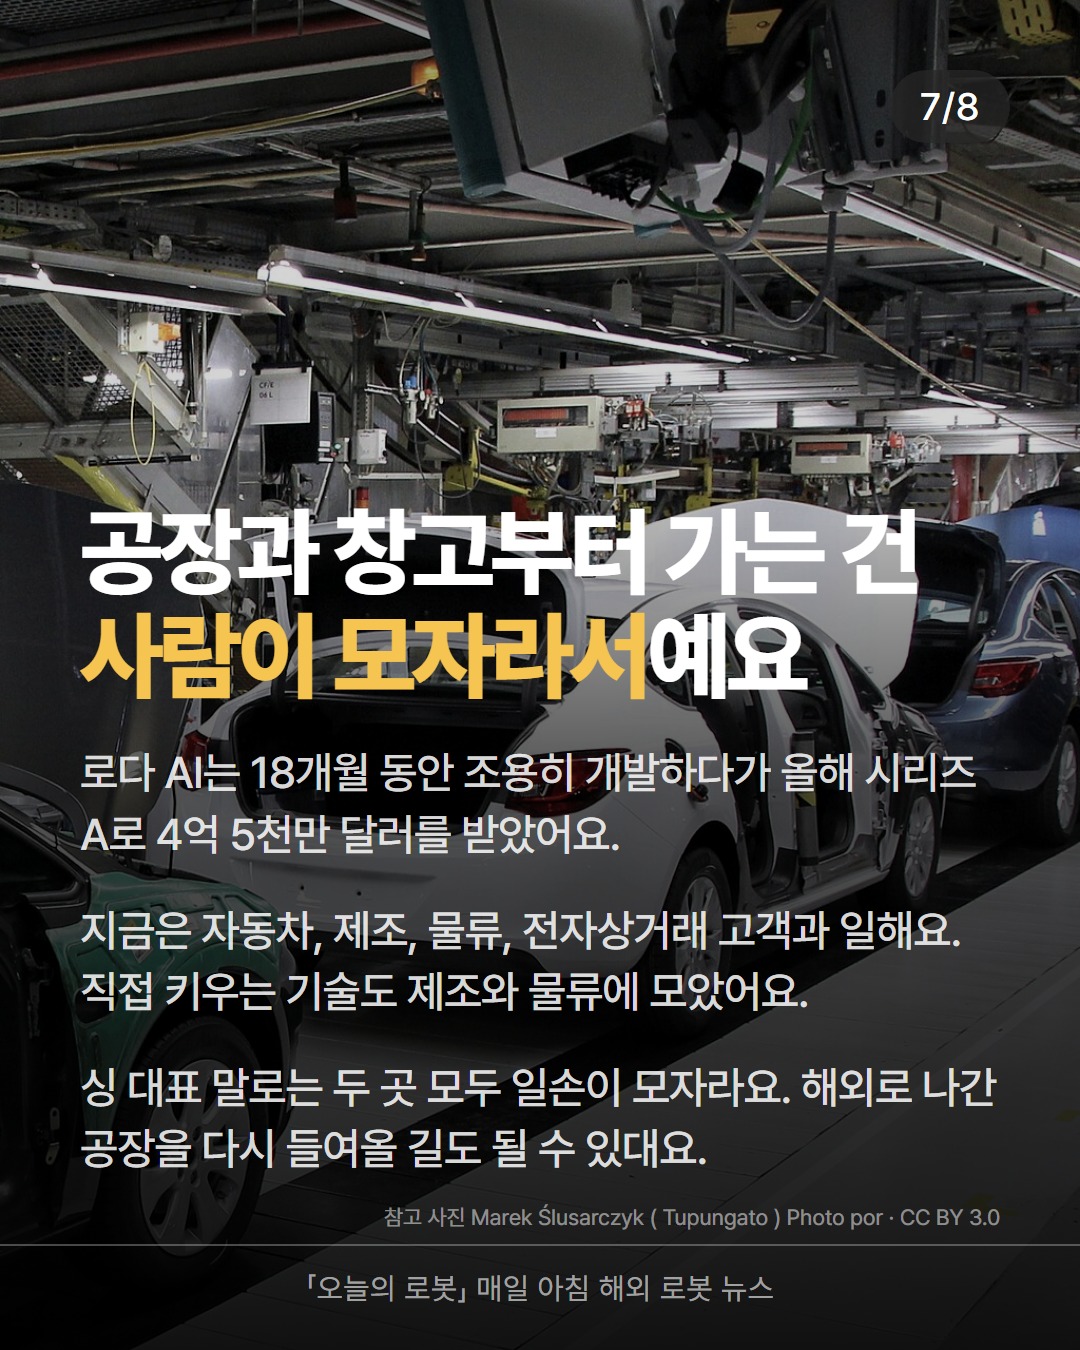 7/8
CF/E
06 L
공장과 창고부터 가는 건
사람이 모자라서예요
로다 AI는 18개월 동안 조용히 개발하다가 올해 시리즈
A로 4억 5천만 달러를 받았어요.
지금은 자동차, 제조, 물류, 전자상거래 고객과 일해요.
직접 키우는 기술도 제조와 물류에 모았어요.
싱 대표 말로는 두 곳 모두 일손이 모자라요. 해외로 나간
공장을 다시 들여올 길도 될 수 있대요.
참고 사진 Marek Ślusarczyk ( Tupungato ) Photo por · CC BY 3.0
「오늘의 로봇」 매일 아침 해외 로봇 뉴스